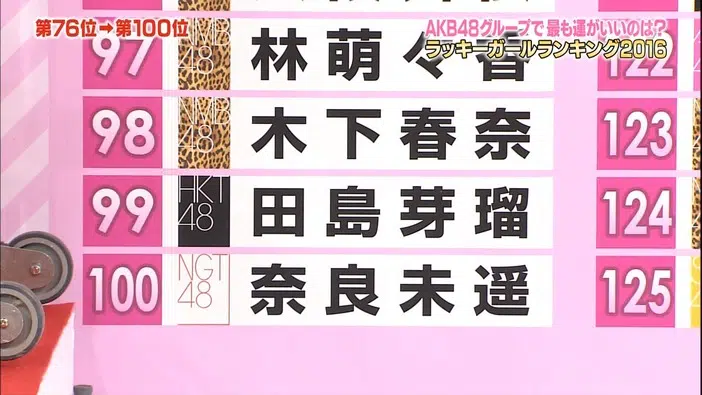 第76位→第100位
AKB48グループで最も運がいいのは?
ラッキーガールランキング2016
97 NMB48 林萌々香 122
98 NMB48 木下春奈 123
99 HKT48 田島芽瑠 124
100 NGT48 奈良未遥 125